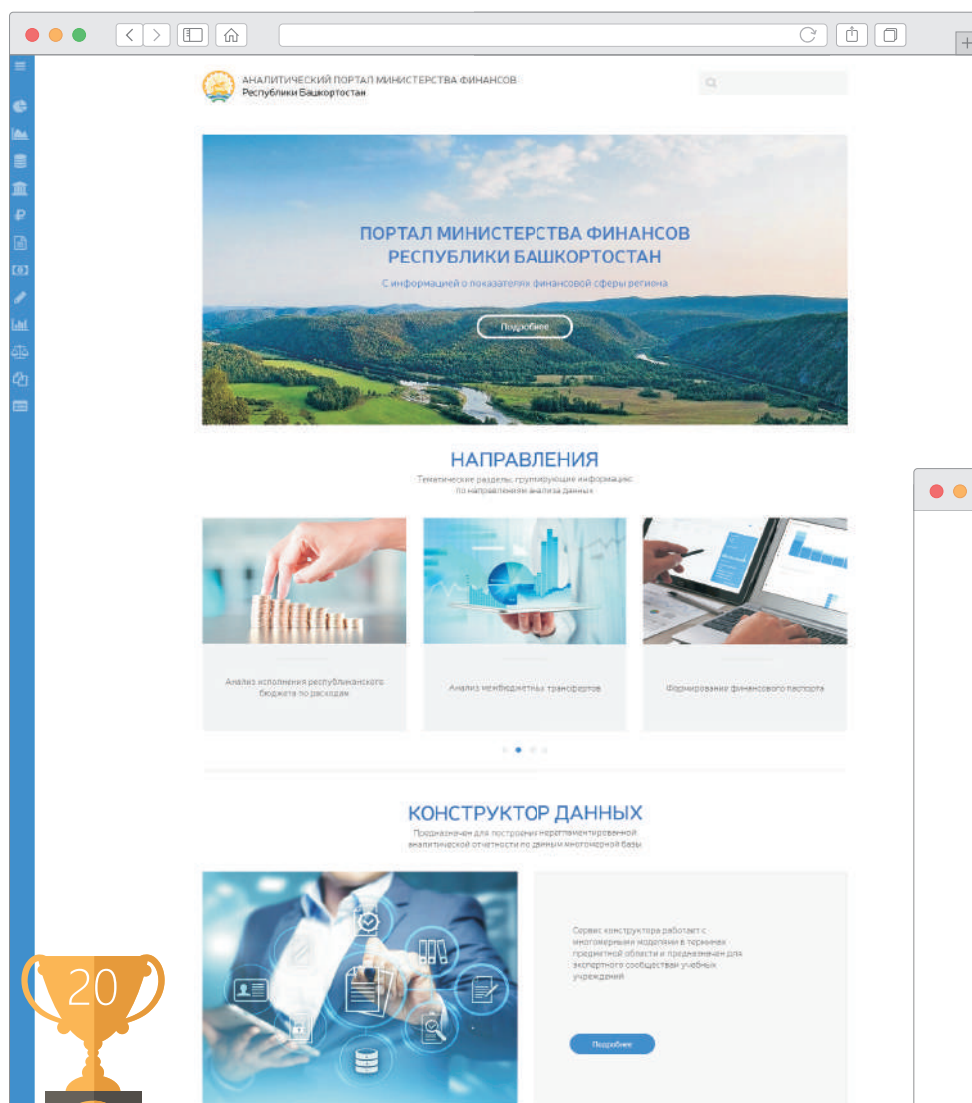 АНАЛИТИЧЕСКИЙ ПОРТАЛ МИНИСТЕРСТВА ФИНАНСОВ
Республики Башкортостан
ПОРТАЛ МИНИСТЕРСТВА ФИНАНСОВ
РЕСПУБЛИКИ БАШКОРТОСТАН
С информацией о показателях финансовой сферы региона
Подробнее
НАПРАВЛЕНИЯ
Тематические разделы, группирующие информацию
по направлениям анализа данных
Анализ исполнения республиканского
бюджета по расходам
Анализ межбюджетных трансфертов
Формирование финансового паспорта
КОНСТРУКТОР ДАННЫХ
Предназначен для построения нерегламентированной
аналитической отчетности по данным многомерной базы
Сервис конструктора работает с
многомерными моделями в терминах
предметной области и предназначен для
экспертного сообщества и учебных
учреждений
Подробнее
20